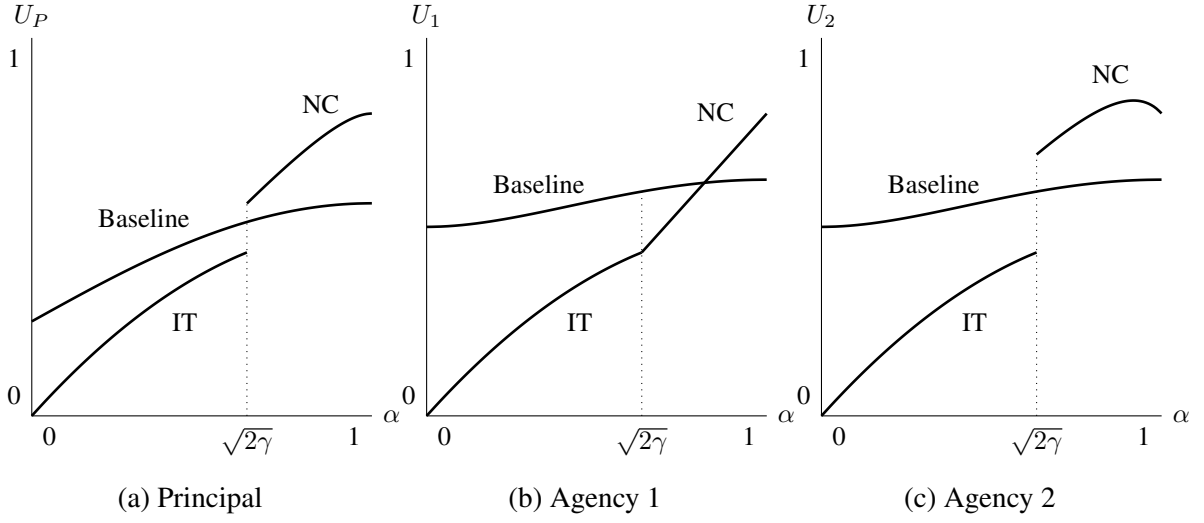 U_P
1
NC
Baseline
IT
0
0
√2γ
1
α
(a) Principal
U_1
1
NC
Baseline
IT
0
0
√2γ
1
α
(b) Agency 1
U_2
1
NC
Baseline
IT
0
0
√2γ
1
α
(c) Agency 2